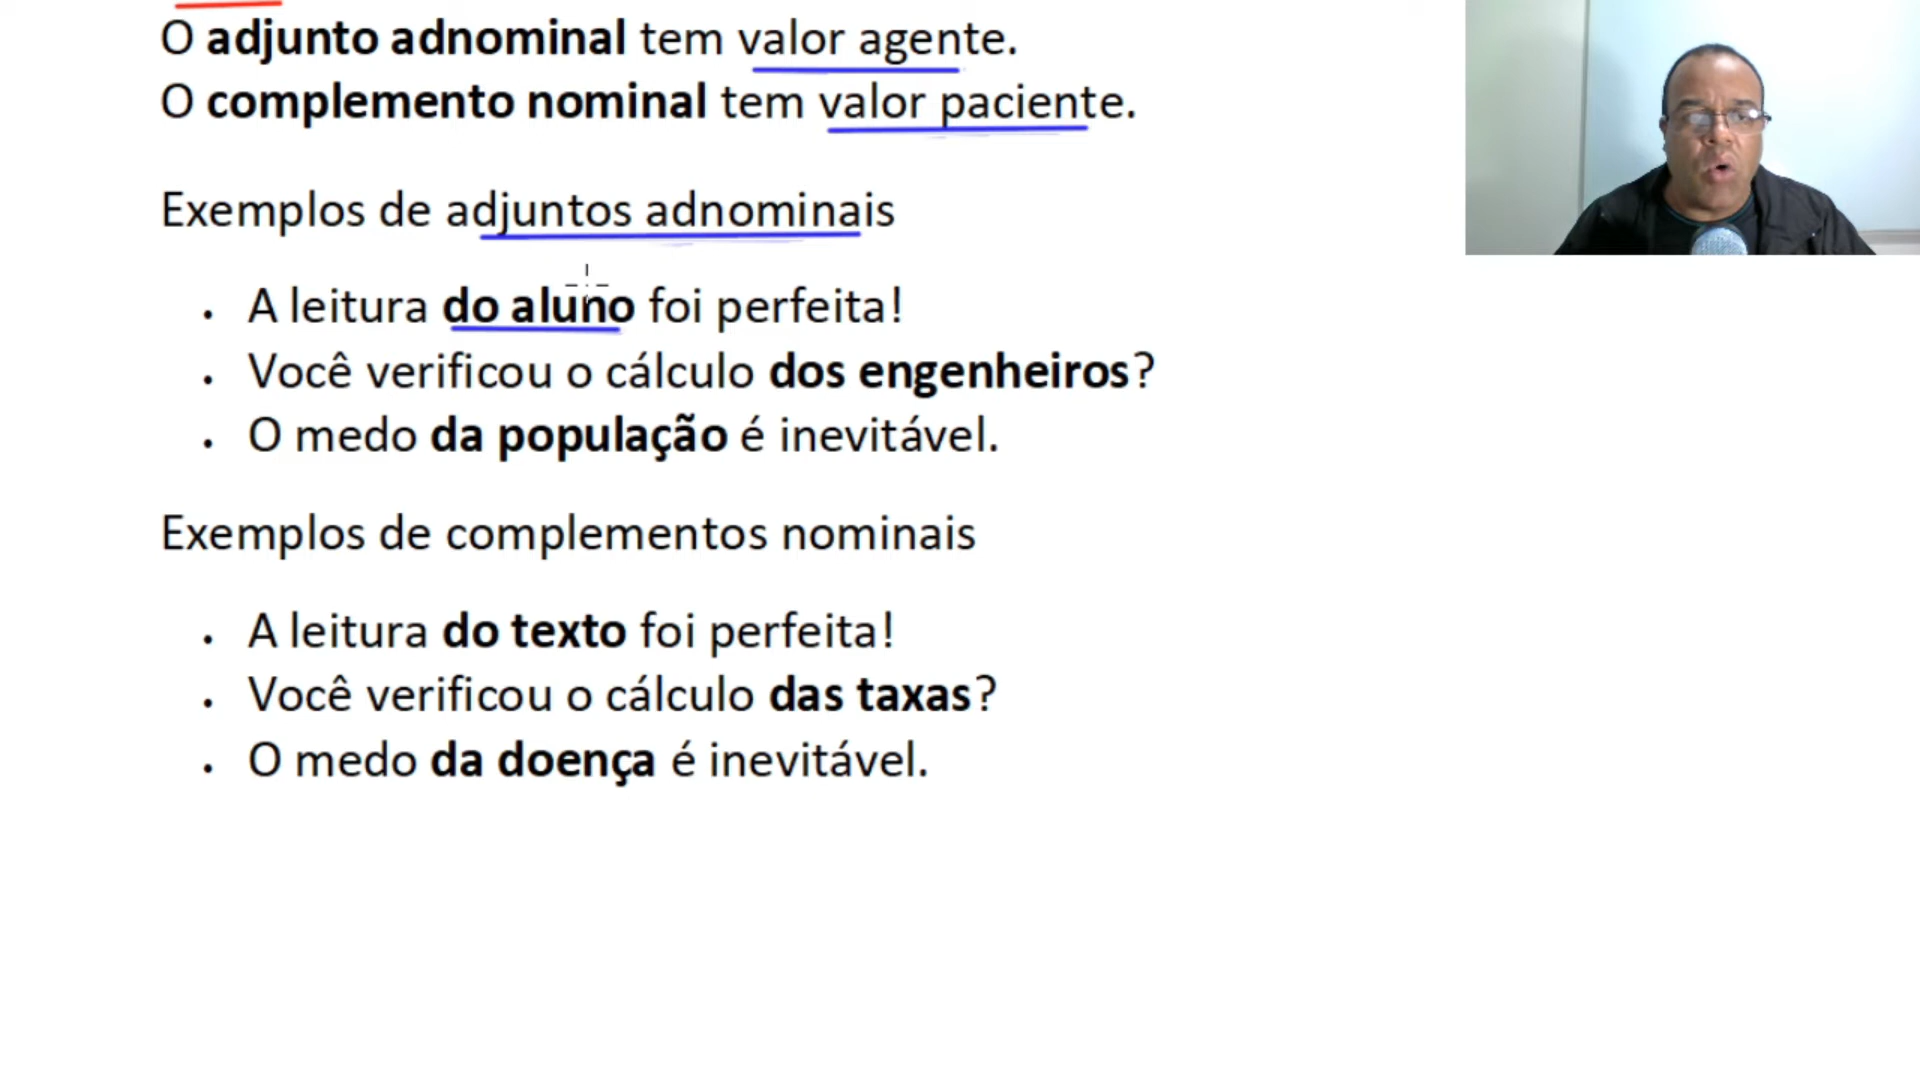 O adjunto adnominal tem valor agente.
O complemento nominal tem valor paciente.
Exemplos de adjuntos adnominais
• A leitura do aluno foi perfeita!
• Você verificou o cálculo dos engenheiros?
• O medo da população é inevitável.
Exemplos de complementos nominais
• A leitura do texto foi perfeita!
• Você verificou o cálculo das taxas?
• O medo da doença é inevitável.